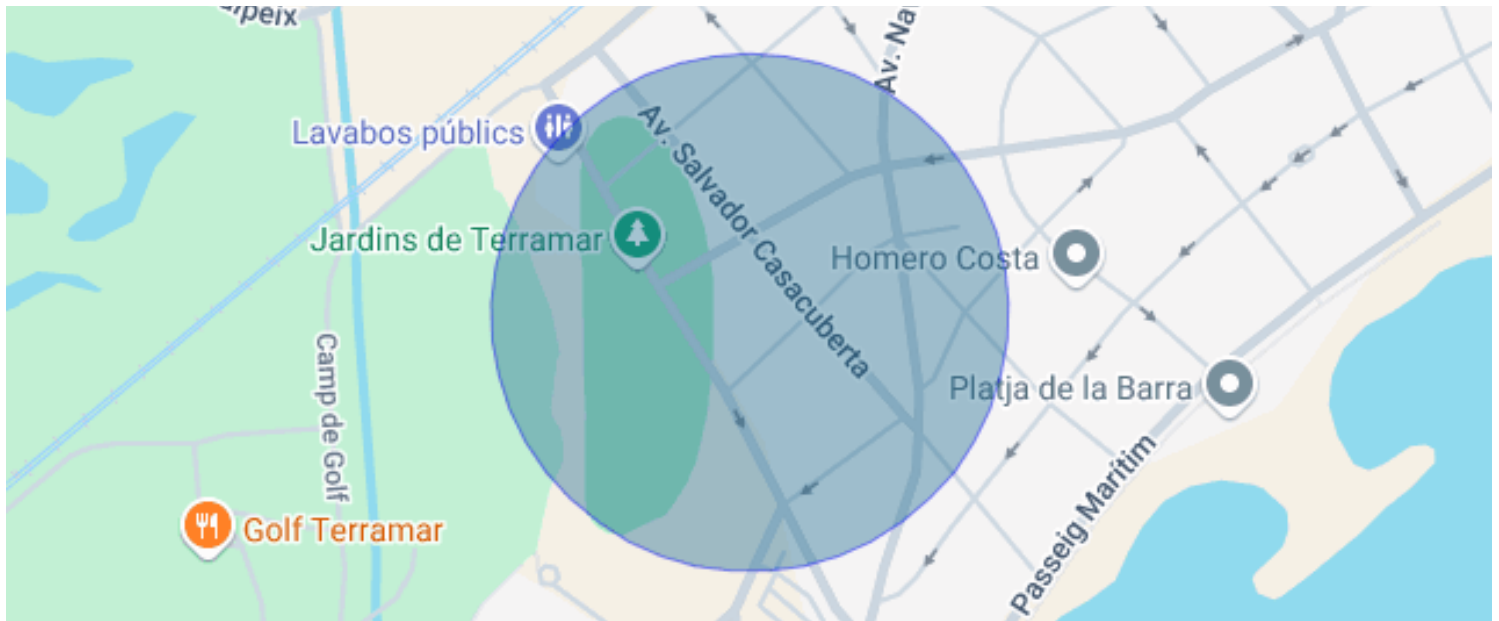 Lavabos públics
Av. Salvador Casacuberta
Jardins de Terramar
Homero Costa
Camp de Golf
Platja de la Barra
Golf Terramar
Passeig Marítim